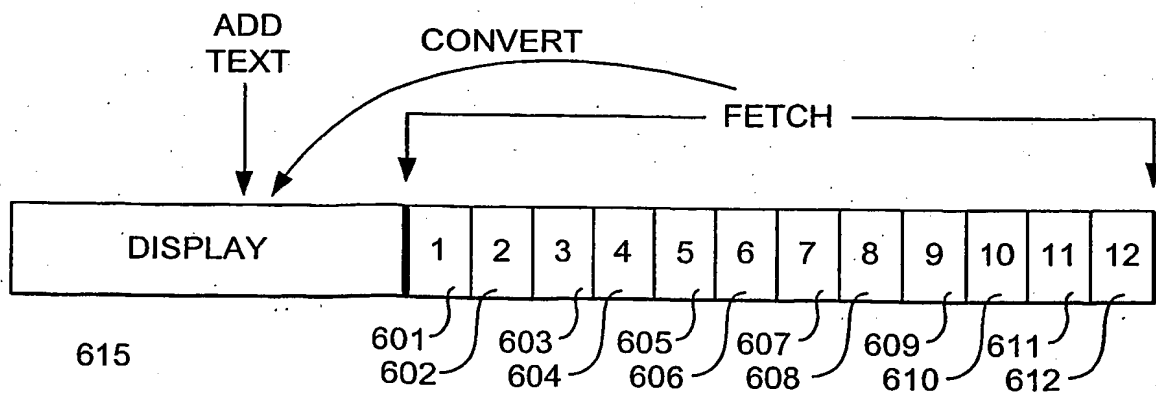 ADD
TEXT
CONVERT
FETCH
DISPLAY 1 2 3 4 5 6 7 8 9 10 11 12
601 603 605 607 609 611
615 602 604 606 608 610 612